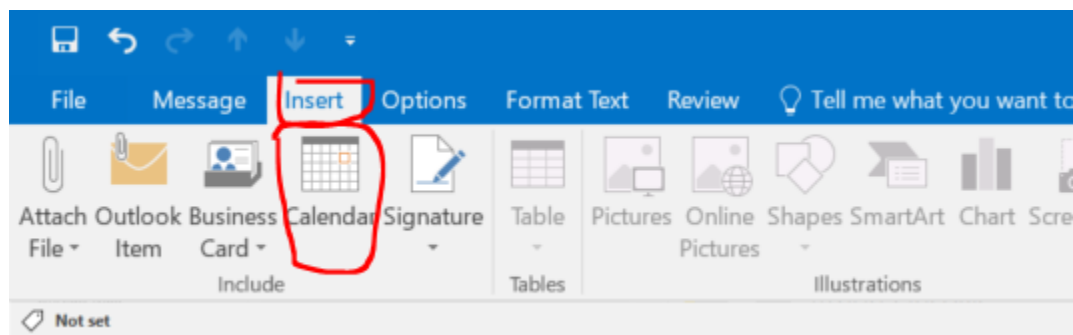 File Message Insert Options Format Text Review Tell me what you want to
Attach Outlook Business Calendar Signature Table Pictures Online Shapes SmartArt Chart Scre
File Item Card Pictures
Include Tables Illustrations
Not set